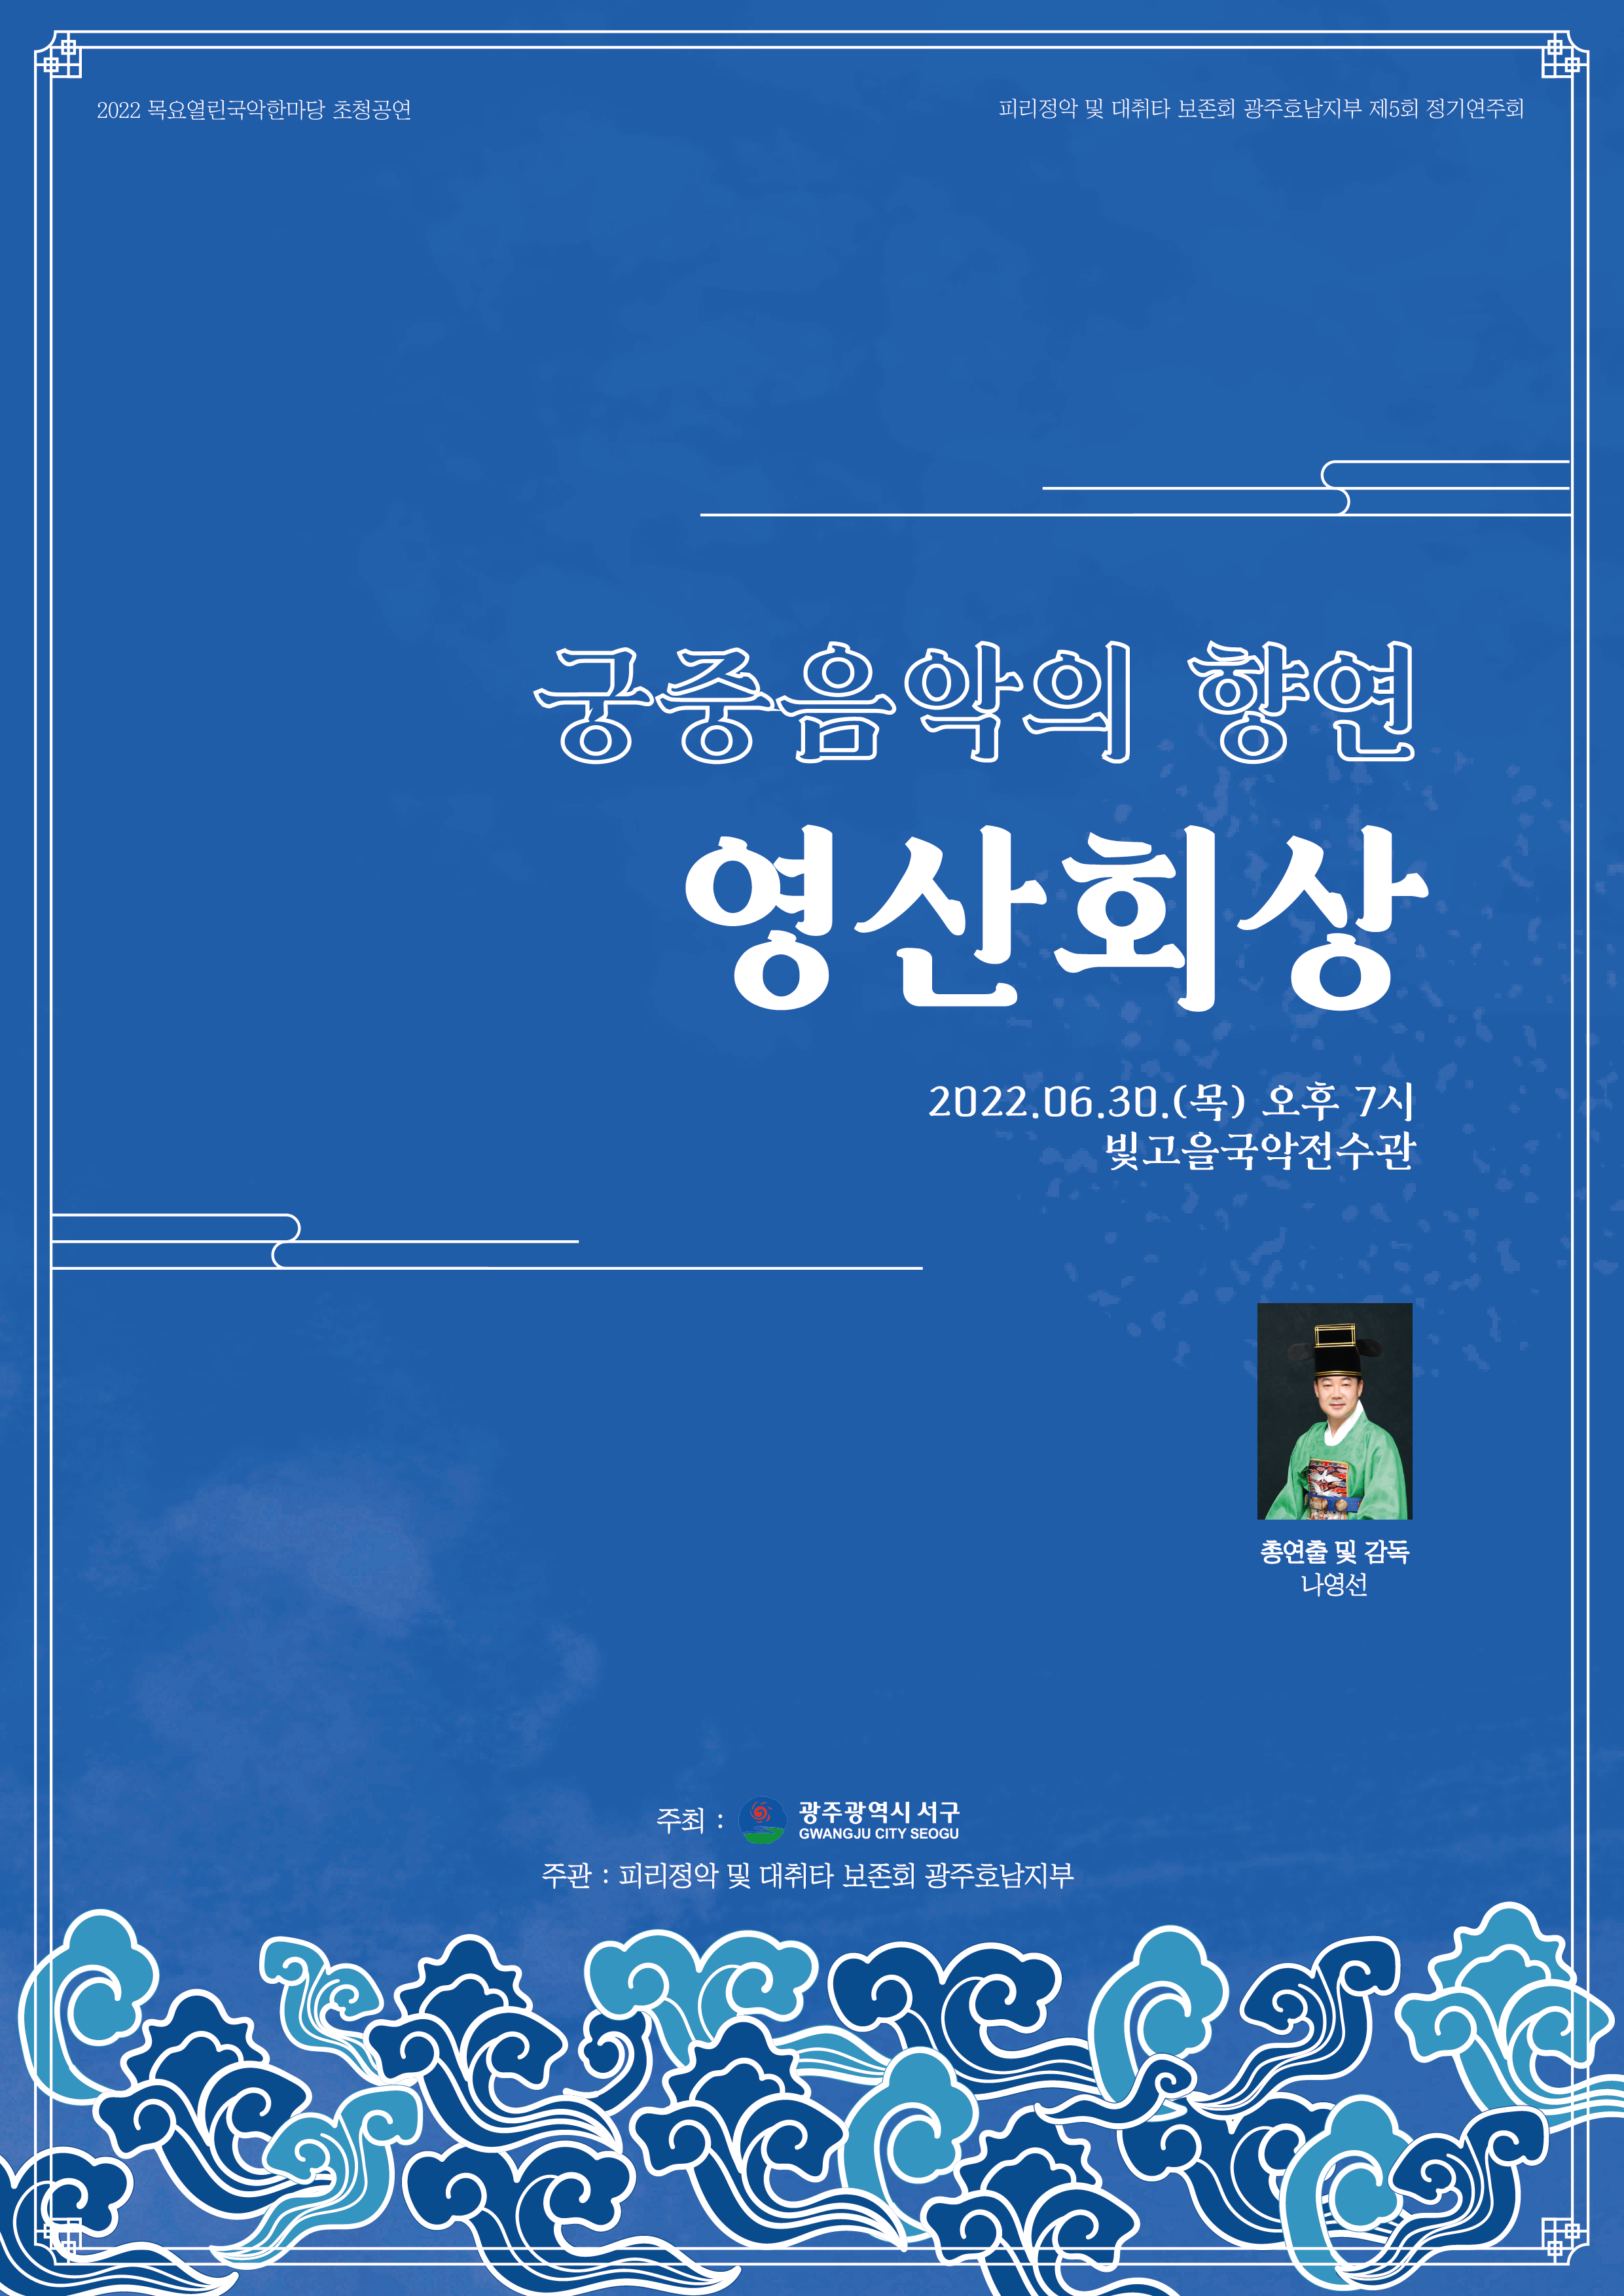 2022 목요열린국악한마당 초청공연
피리정악 및 대취타 보존회 광주호남지부 제5회 정기연주회
궁중음악의 향연
영산회상
2022.06.30.(목) 오후 7시
빛고을국악전수관
총연출 및 감독
나영선
주최 : 광주광역시 서구
GWANGJU CITY SEOGU
주관 : 피리정악 및 대취타 보존회 광주호남지부